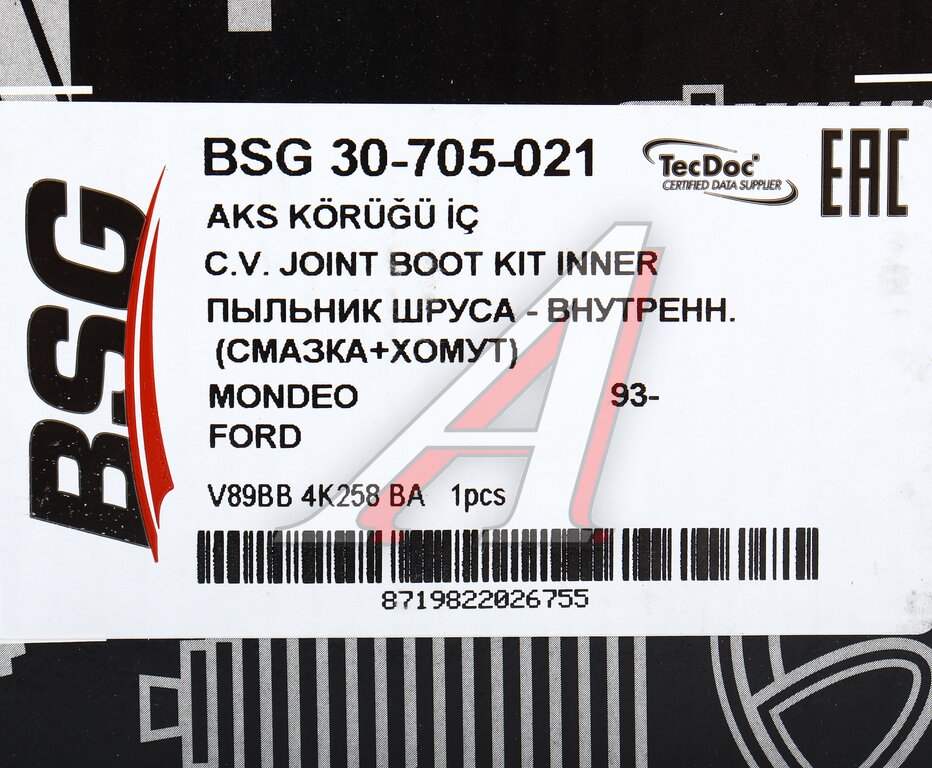 BSG
BSG 30-705-021
TecDoc
CERTIFIED DATA SUPPLIER
EAC
AKS KÖRÜĞÜ İÇ
C.V. JOINT BOOT KIT INNER
ПЫЛЬНИК ШРУСА - ВНУТРЕНН.
(СМАЗКА+ХОМУТ)
MONDEO 93-
FORD
V89BB 4K258 BA 1pcs
8719822026755